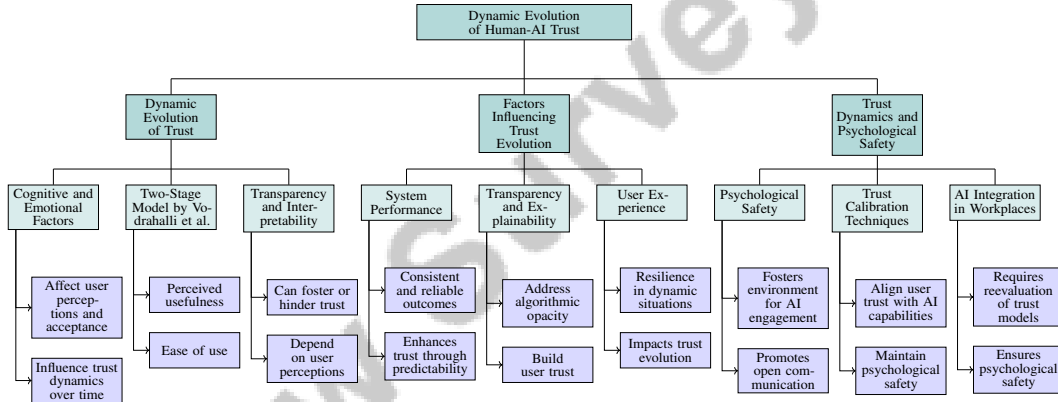 Dynamic Evolution
of Human-AI Trust
Dynamic
Evolution
of Trust
Factors
Influencing
Trust
Evolution
Trust
Dynamics and
Psychological
Safety
Cognitive and
Emotional
Factors
Two-Stage
Model by Vo-
drahalli et al.
Transparency
and Inter-
pretability
System
Performance
Transparency
and Ex-
plainability
User Ex-
perience
Psychological
Safety
Trust
Calibration
Techniques
AI Integration
in Workplaces
Affect user
percep-
tions and
acceptance
Influence trust
dynamics
over time
Perceived
usefulness
Ease of use
Can foster or
hinder trust
Depend
on user
perceptions
Consistent
and reliable
outcomes
Enhances
trust through
predictability
Address
algorithmic
opacity
Build
user trust
Resilience
in dynamic
situations
Impacts trust
evolution
Fosters
environment
for AI
engagement
Promotes
open com-
munication
Align user
trust with AI
capabilities
Maintain
psychological
safety
Requires
reevaluation
of trust
models
Ensures
psychological
safety
w Survey